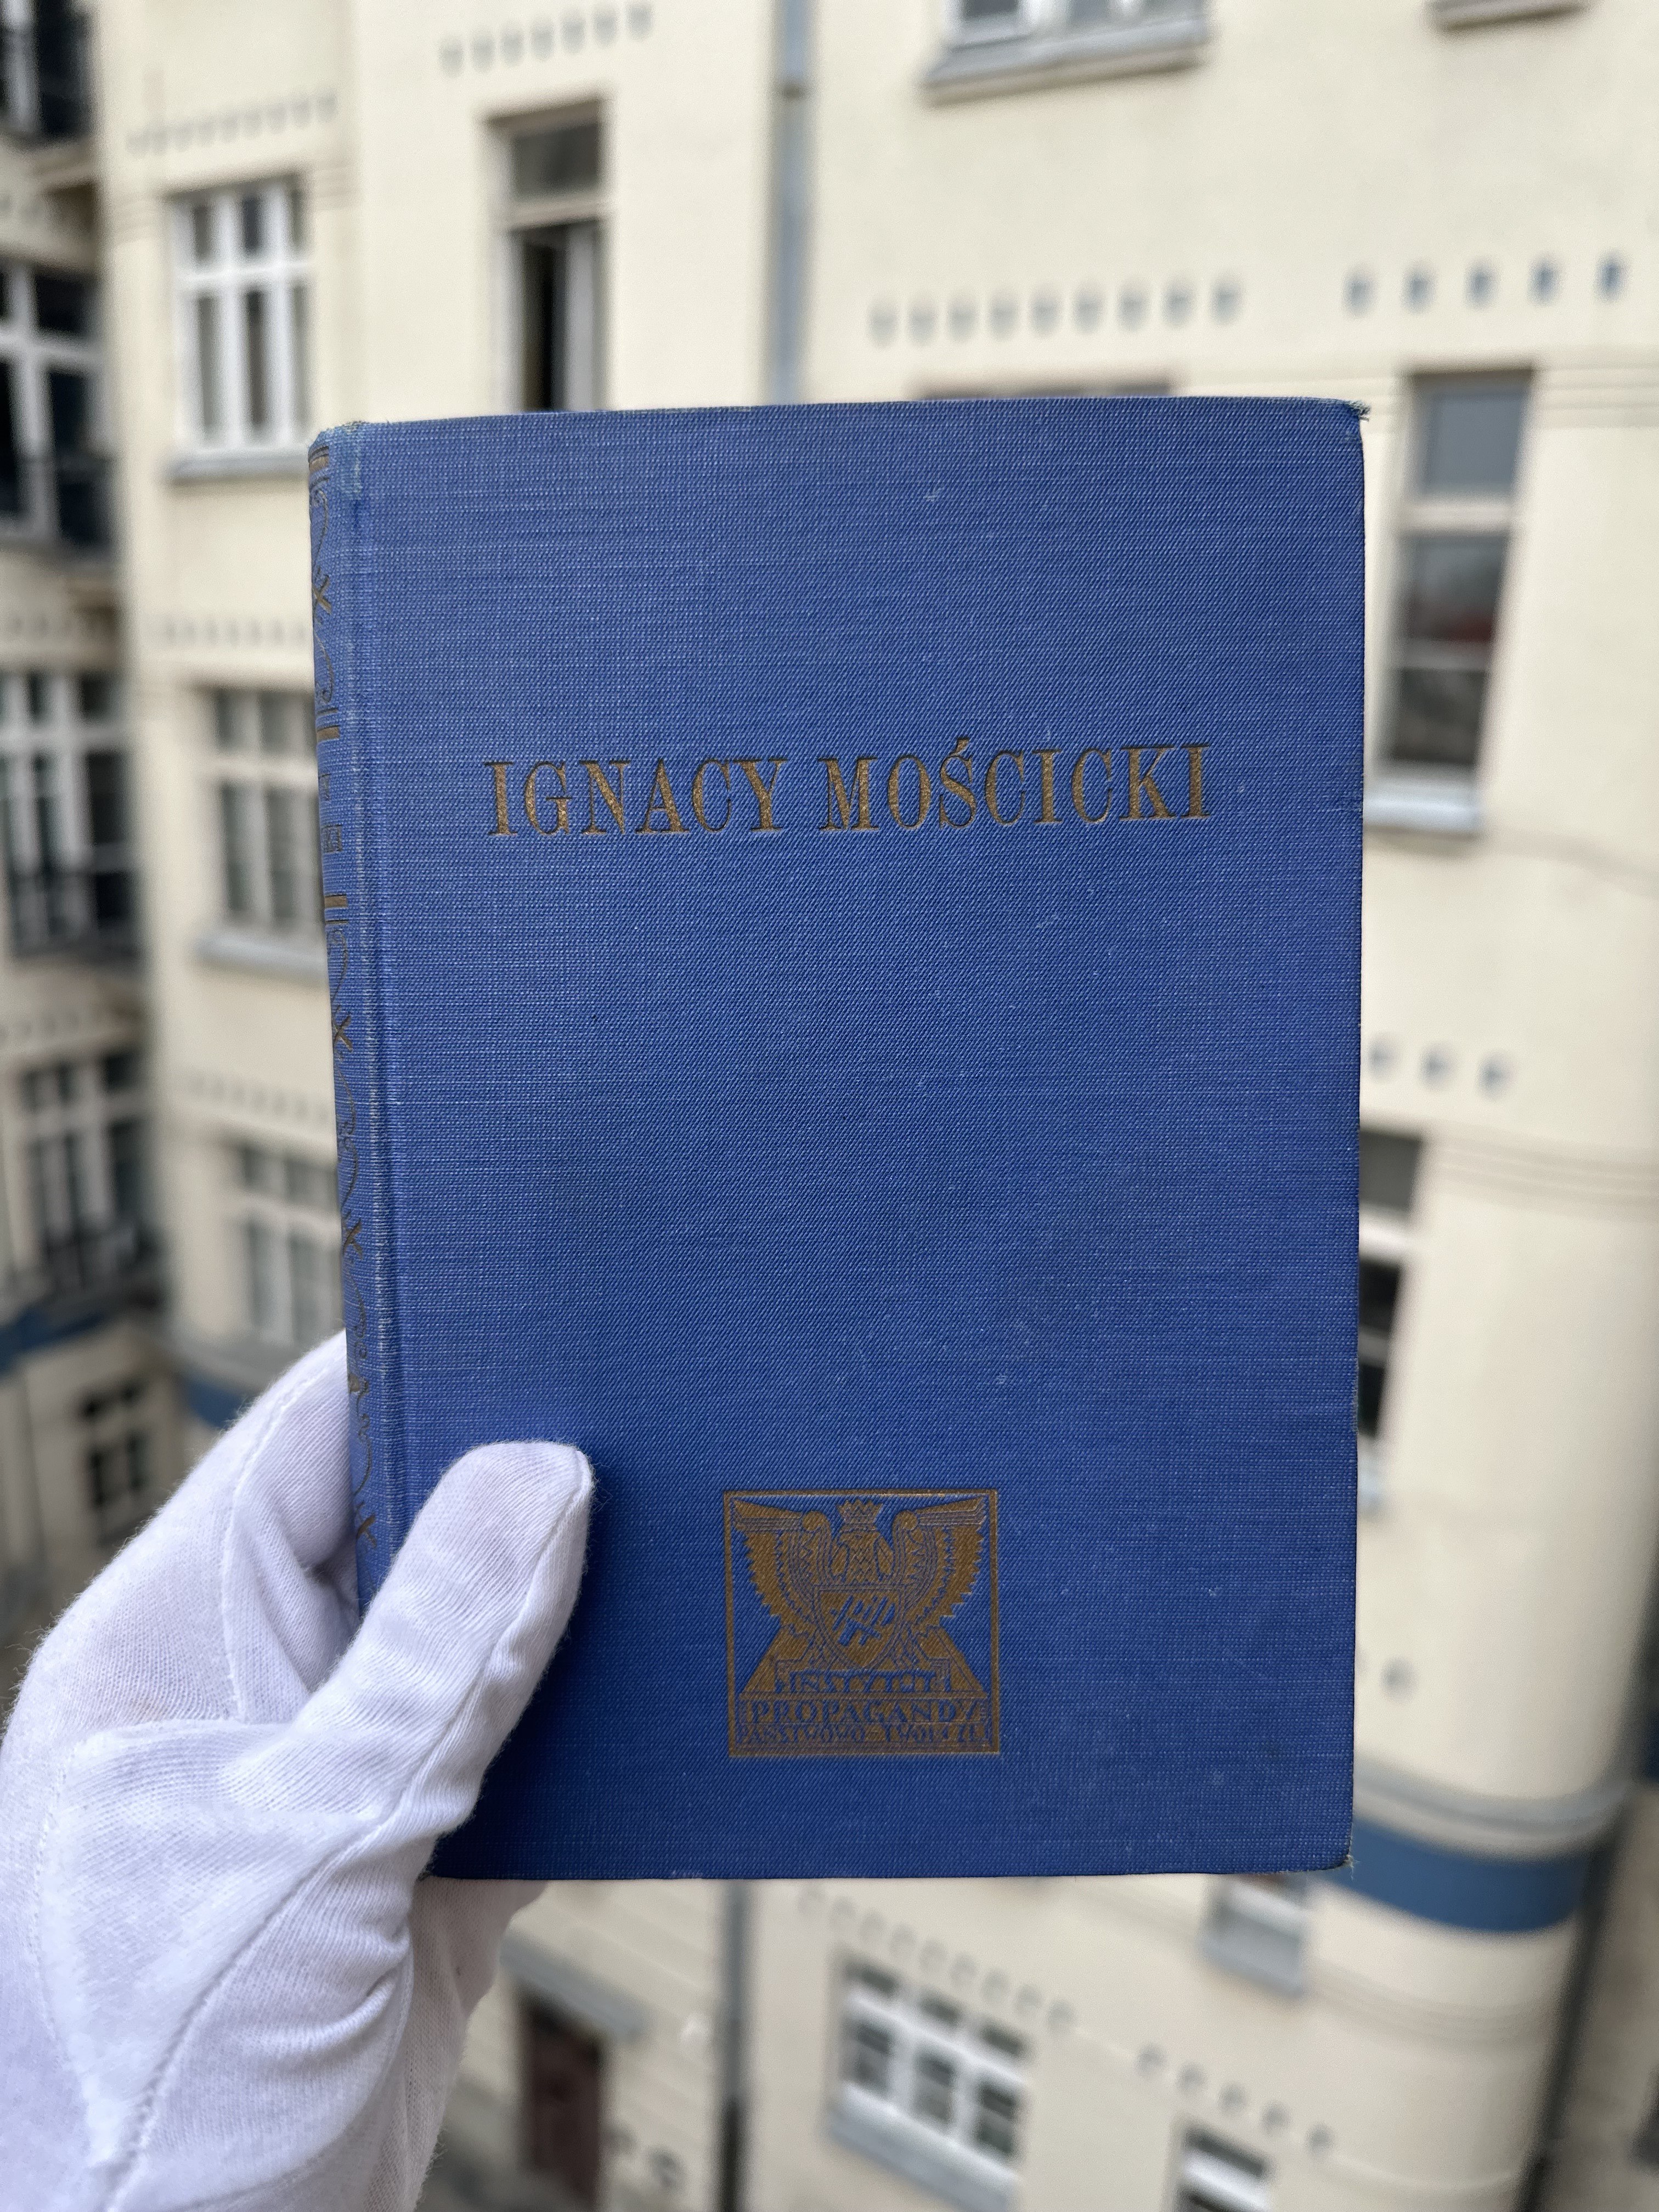 IGNACY MOŚCICKI
INSTYTUT
PROPAGANDY
PAŃSTWOWO-TWÓRCZEJ